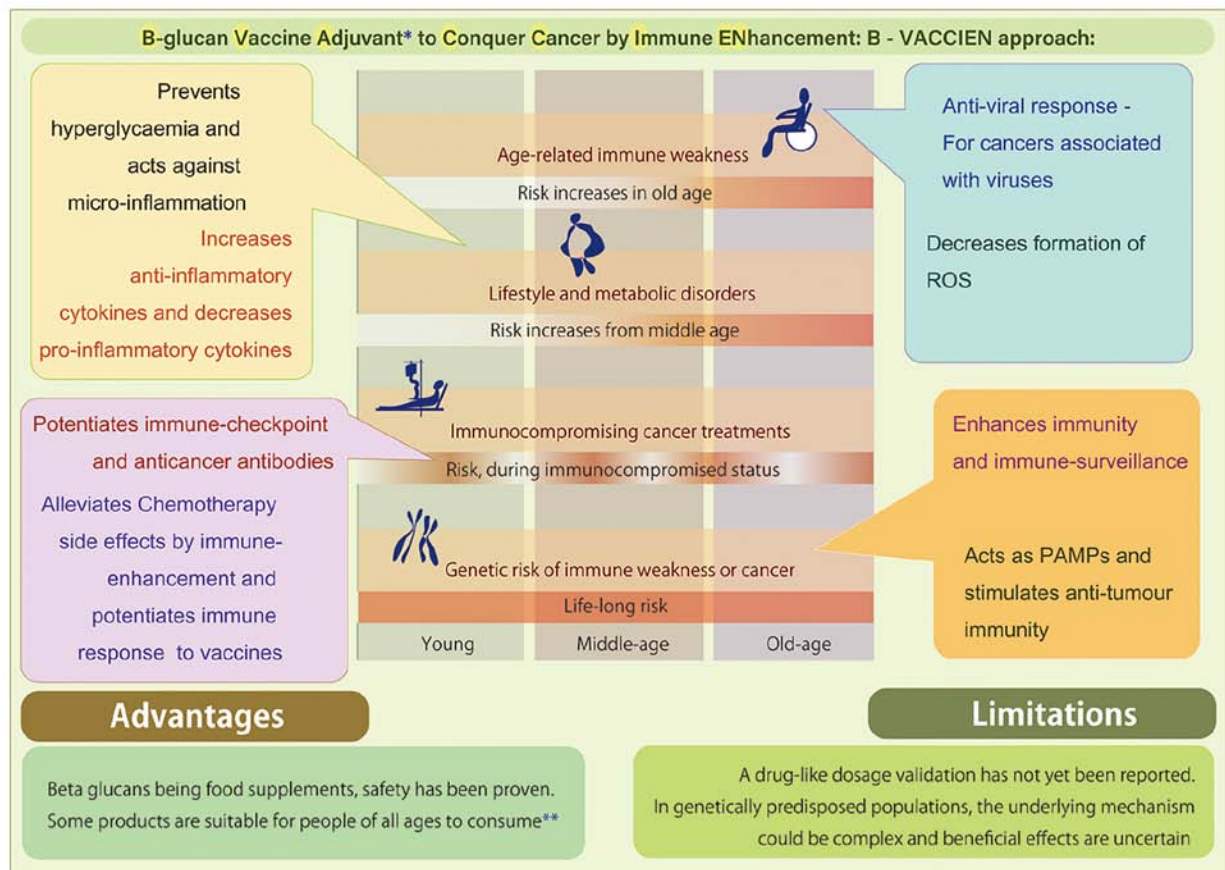 B-glucan Vaccine Adjuvant* to Conquer Cancer by Immune ENhancement: B - VACCIEN approach:
Prevents
hyperglycaemia and
acts against
micro-inflammation
Increases
anti-inflammatory
cytokines and decreases
pro-inflammatory cytokines
Age-related immune weakness
Risk increases in old age
Lifestyle and metabolic disorders
Risk increases from middle age
Anti-viral response -
For cancers associated
with viruses
Decreases formation of
ROS
Potentiates immune-checkpoint
and anticancer antibodies
Alleviates Chemotherapy
side effects by immune-
enhancement and
potentiates immune
response to vaccines
Immunocompromising cancer treatments
Risk, during immunocompromised status
Genetic risk of immune weakness or cancer
Life-long risk
Young
Middle-age
Old-age
Enhances immunity
and immune-surveillance
Acts as PAMPs and
stimulates anti-tumour
immunity
Advantages
Beta glucans being food supplements, safety has been proven.
Some products are suitable for people of all ages to consume**
Limitations
A drug-like dosage validation has not yet been reported.
In genetically predisposed populations, the underlying mechanism
could be complex and beneficial effects are uncertain